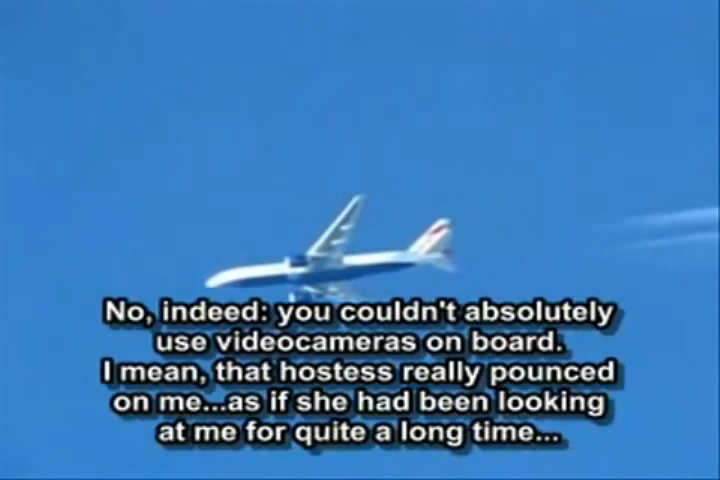 No, indeed: you couldn't absolutely
use videocameras on board.
I mean, that hostess really pounced
on me...as if she had been looking
at me for quite a long time...